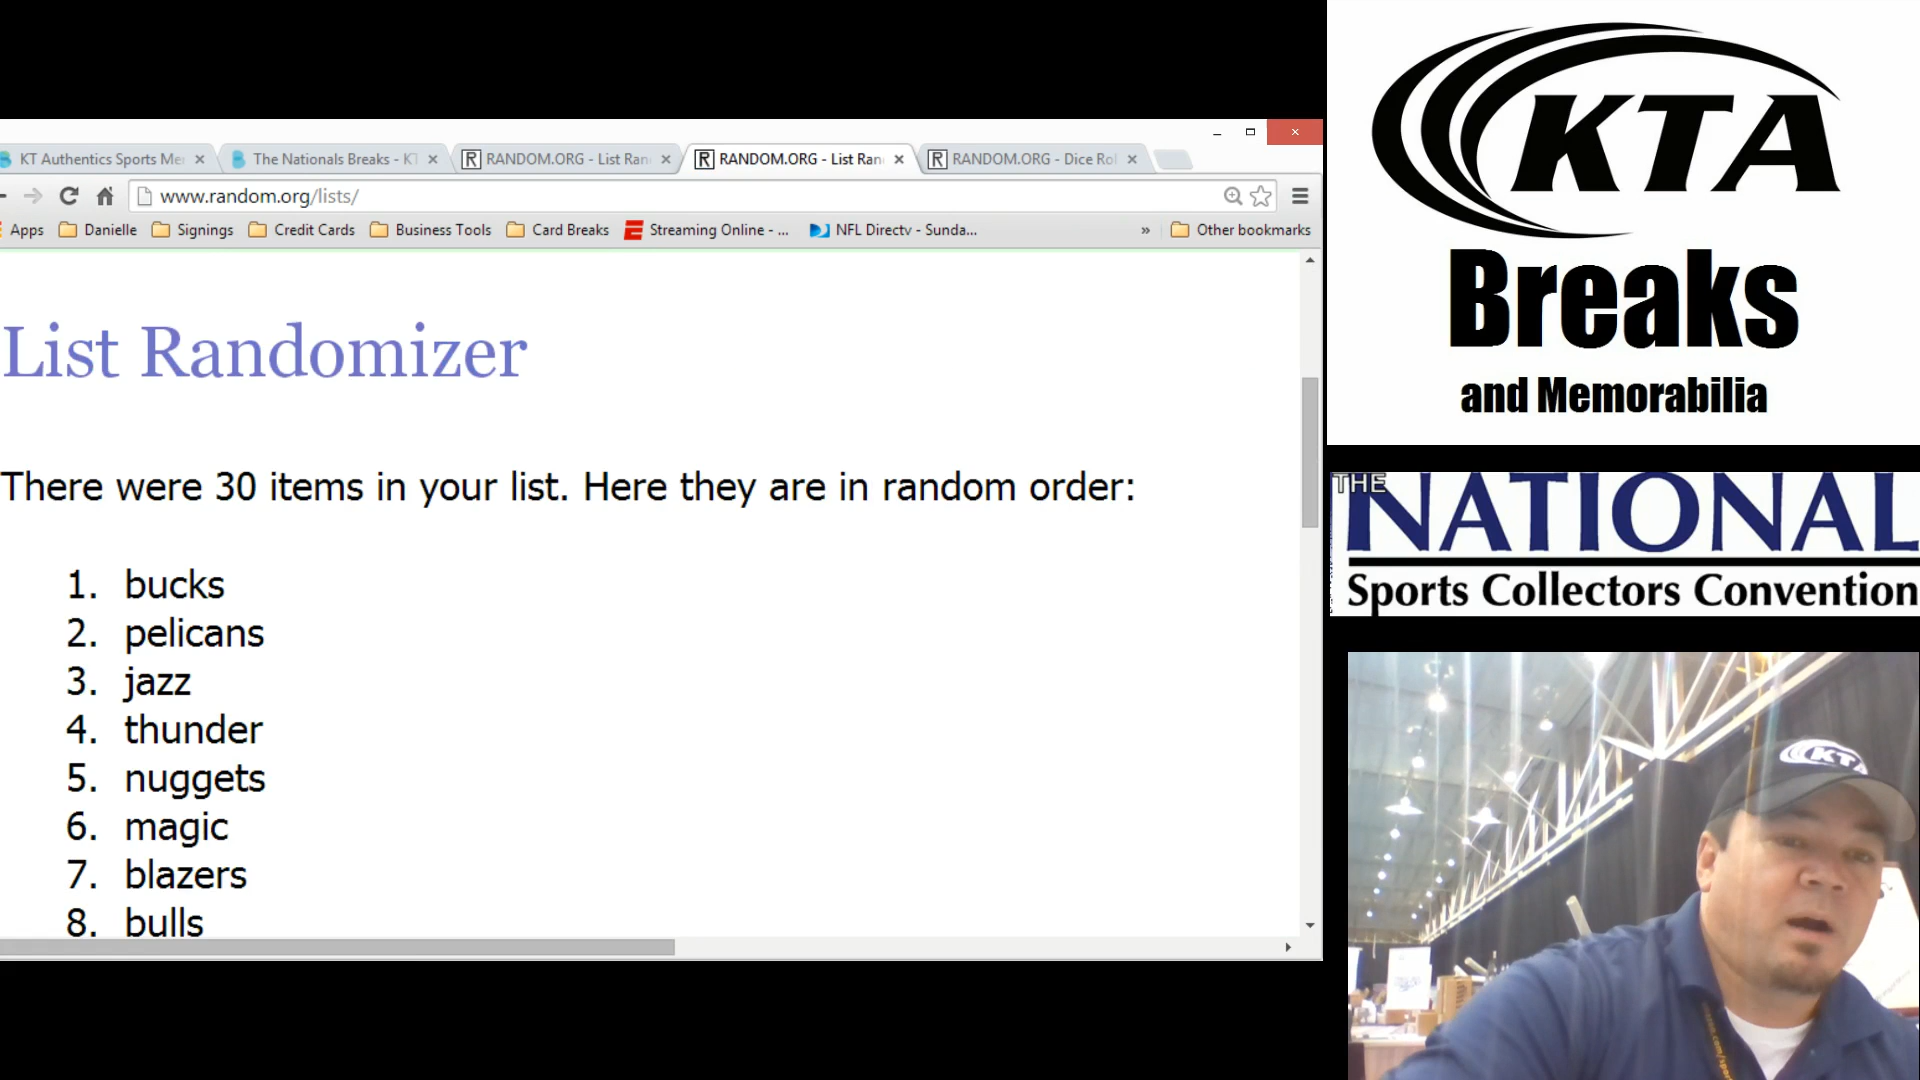 KT Authentics Sports Me
The Nationals Breaks - KT
RANDOM.ORG - List Ran
RANDOM.ORG - List Ran
RANDOM.ORG - Dice Rol
www.random.org/lists/
Apps
Danielle
Signings
Credit Cards
Business Tools
Card Breaks
Streaming Online - ...
NFL Directv - Sunda...
»
Other bookmarks
List Randomizer
There were 30 items in your list. Here they are in random order:
1. bucks
2. pelicans
3. jazz
4. thunder
5. nuggets
6. magic
7. blazers
8. bulls
KTA
Breaks
and Memorabilia
THE
NATIONAL
Sports Collectors Convention
KTA